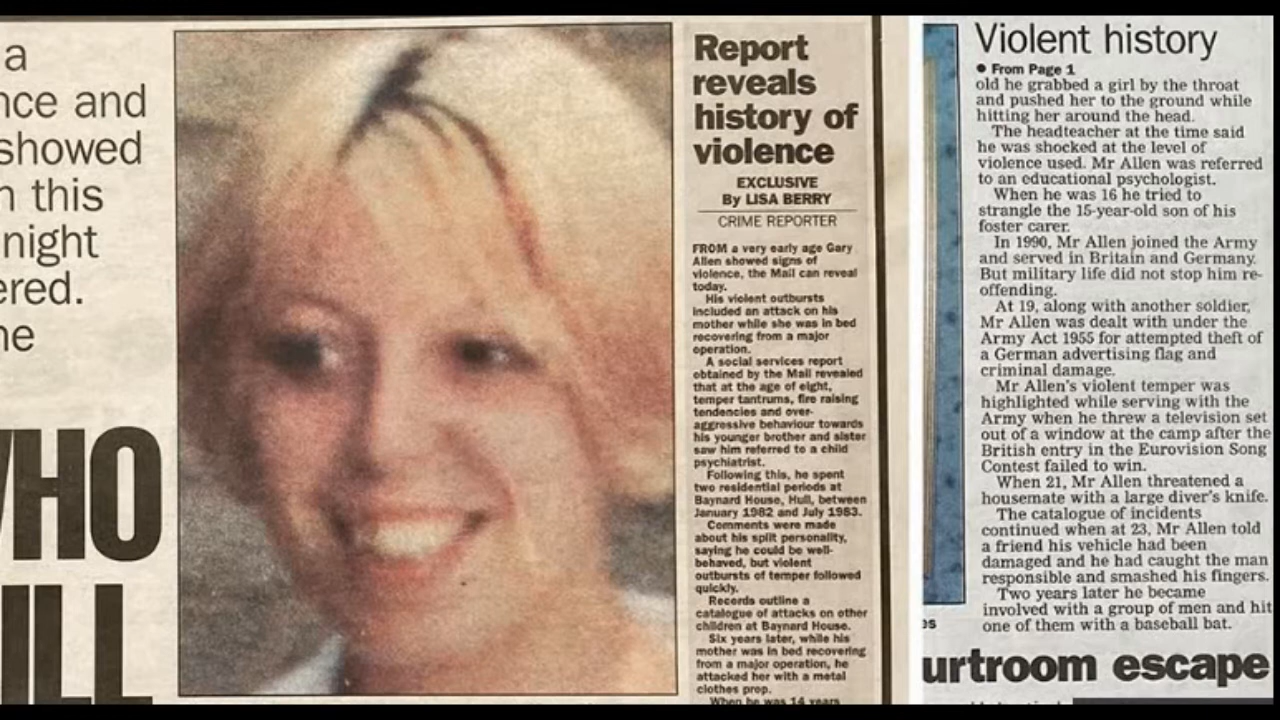 a
nce and
showed
n this
night
ered.
ne
WHO
ILL
Report
reveals
history of
violence
EXCLUSIVE
By LISA BERRY
CRIME REPORTER
FROM a very early age Gary
Allen showed signs of
violence, the Mail can reveal
today.
His violent outbursts
included an attack on his
mother while she was in bed
recovering from a major
operation.
A social services report
obtained by the Mail revealed
that at the age of eight,
temper tantrums, fire raising
tendencies and over-
aggressive behaviour towards
his younger brother and sister
saw him referred to a child
psychiatrist.
Following this, he spent
two residential periods at
Baynard House, Hull, between
January 1982 and July 1983.
Comments were made
about his split personality,
saying he could be well-
behaved, but violent
outbursts of temper followed
quickly.
Records outline a
catalogue of attacks on other
children at Baynard House.
Six years later, while his
mother was in bed recovering
from a major operation, he
attacked her with a metal
clothes prop.
When he was 14 years
es
Violent history
● From Page 1
old he grabbed a girl by the throat
and pushed her to the ground while
hitting her around the head.
The headteacher at the time said
he was shocked at the level of
violence used. Mr Allen was referred
to an educational psychologist.
When he was 16 he tried to
strangle the 15-year-old son of his
foster carer.
In 1990, Mr Allen joined the Army
and served in Britain and Germany.
But military life did not stop him re-
offending.
At 19, along with another soldier,
Mr Allen was dealt with under the
Army Act 1955 for attempted theft of
a German advertising flag and
criminal damage.
Mr Allen's violent temper was
highlighted while serving with the
Army when he threw a television set
out of a window at the camp after the
British entry in the Eurovision Song
Contest failed to win.
When 21, Mr Allen threatened a
housemate with a large diver's knife.
The catalogue of incidents
continued when at 23, Mr Allen told
a friend his vehicle had been
damaged and he had caught the man
responsible and smashed his fingers.
Two years later he became
involved with a group of men and hit
one of them with a baseball bat.
urtroom escape